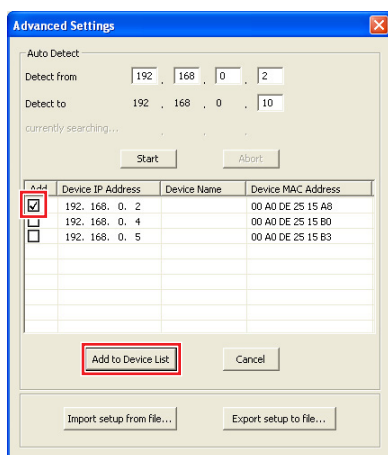 Advanced Settings
Auto Detect
Detect from 192 . 168 . 0 . 2
Detect to 192 . 168 . 0 . 10
currently searching... . . .
Start Abort
Add Device IP Address Device Name Device MAC Address
192. 168. 0. 2 00 A0 DE 25 15 A8
192. 168. 0. 4 00 A0 DE 25 15 B0
192. 168. 0. 5 00 A0 DE 25 15 B3
Add to Device List Cancel
Import setup from file... Export setup to file...